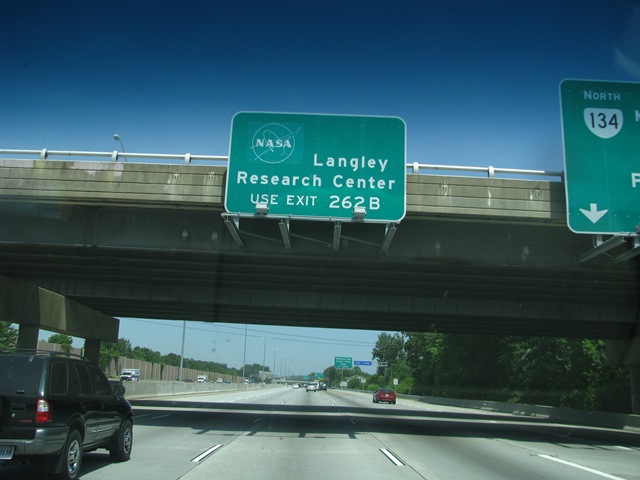 NASA
Langley
Research Center
USE EXIT 262B
NORTH
134